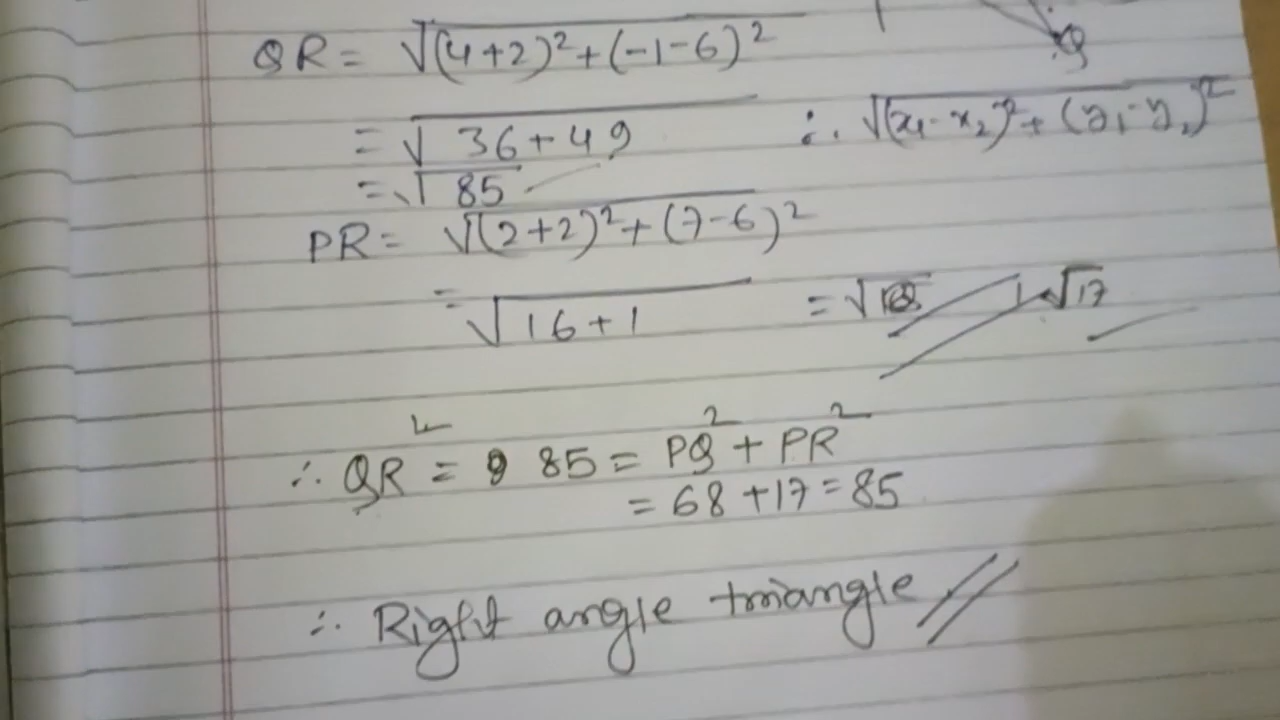 Q
QR = √(4+2)²+(-1-6)²
= √36+49 ∴ √(x₁-x₂)²+(y₁-y₂)²
= √85
PR = √(2+2)²+(7-6)²
= √16+1 = √ √17
∴ QR² = 85 = PQ² + PR²
= 68+17=85
∴ Right angle triangle